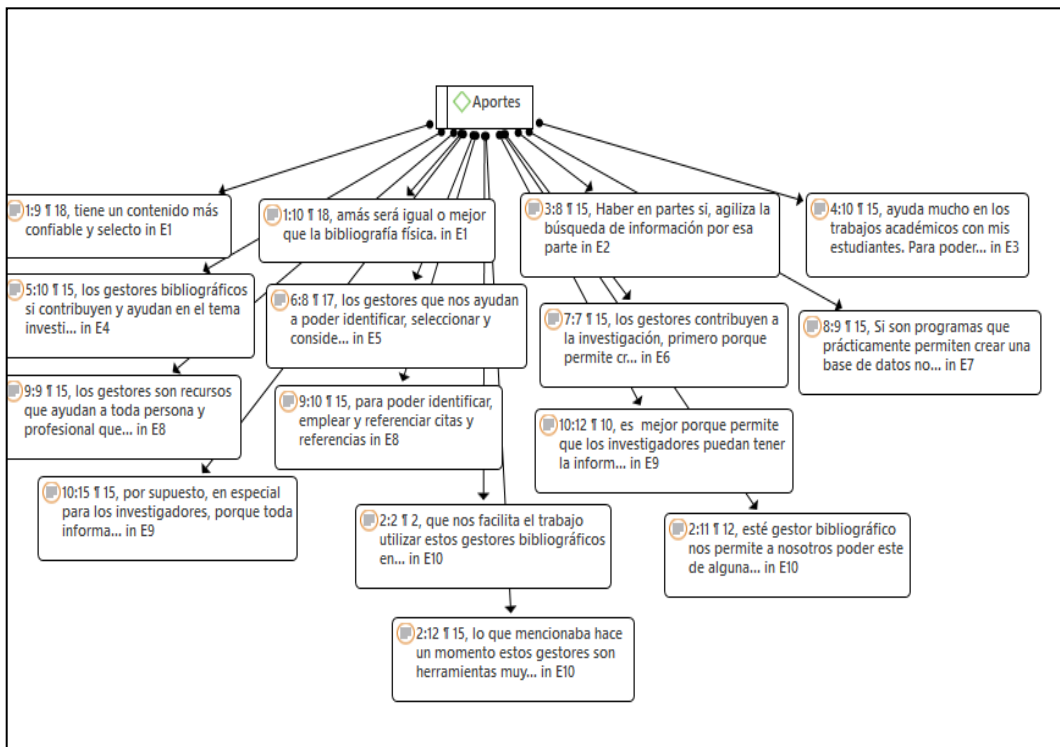 Aportes
1:9 ¶ 18, tiene un contenido más
confiable y selecto in E1
1:10 ¶ 18, amás será igual o mejor
que la bibliografía física. in E1
3:8 ¶ 15, Haber en partes si, agiliza la
búsqueda de información por esa
parte in E2
4:10 ¶ 15, ayuda mucho en los
trabajos académicos con mis
estudiantes. Para poder... in E3
5:10 ¶ 15, los gestores bibliográficos
si contribuyen y ayudan en el tema
investi... in E4
6:8 ¶ 17, los gestores que nos ayudan
a poder identificar, seleccionar y
conside... in E5
7:7 ¶ 15, los gestores contribuyen a
la investigación, primero porque
permite cr... in E6
8:9 ¶ 15, Si son programas que
prácticamente permiten crear una
base de datos no... in E7
9:9 ¶ 15, los gestores son recursos
que ayudan a toda persona y
profesional que... in E8
9:10 ¶ 15, para poder identificar,
emplear y referenciar citas y
referencias in E8
10:12 ¶ 10, es  mejor porque permite
que los investigadores puedan tener
la inform... in E9
10:15 ¶ 15, por supuesto, en especial
para los investigadores, porque toda
informa... in E9
2:2 ¶ 2, que nos facilita el trabajo
utilizar estos gestores bibliográficos
en... in E10
2:11 ¶ 12, esté gestor bibliográfico
nos permite a nosotros poder este
de alguna... in E10
2:12 ¶ 15, lo que mencionaba hace
un momento estos gestores son
herramientas muy... in E10